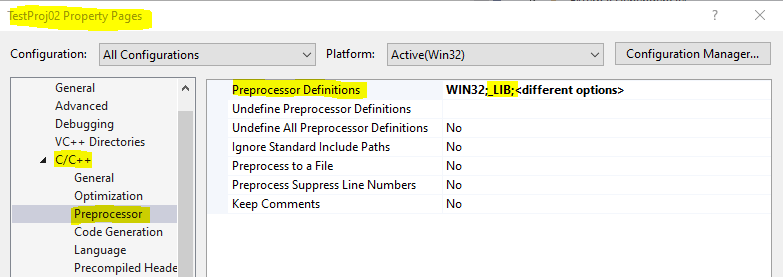 TestProj02 Property Pages ? ×
Configuration: All Configurations Platform: Active(Win32) Configuration Manager...
General
Advanced
Debugging
VC++ Directories
C/C++
General
Optimization
Preprocessor
Code Generation
Language
Precompiled Heade
Preprocessor Definitions WIN32;_LIB;<different options>
Undefine Preprocessor Definitions
Undefine All Preprocessor Definitions No
Ignore Standard Include Paths No
Preprocess to a File No
Preprocess Suppress Line Numbers No
Keep Comments No